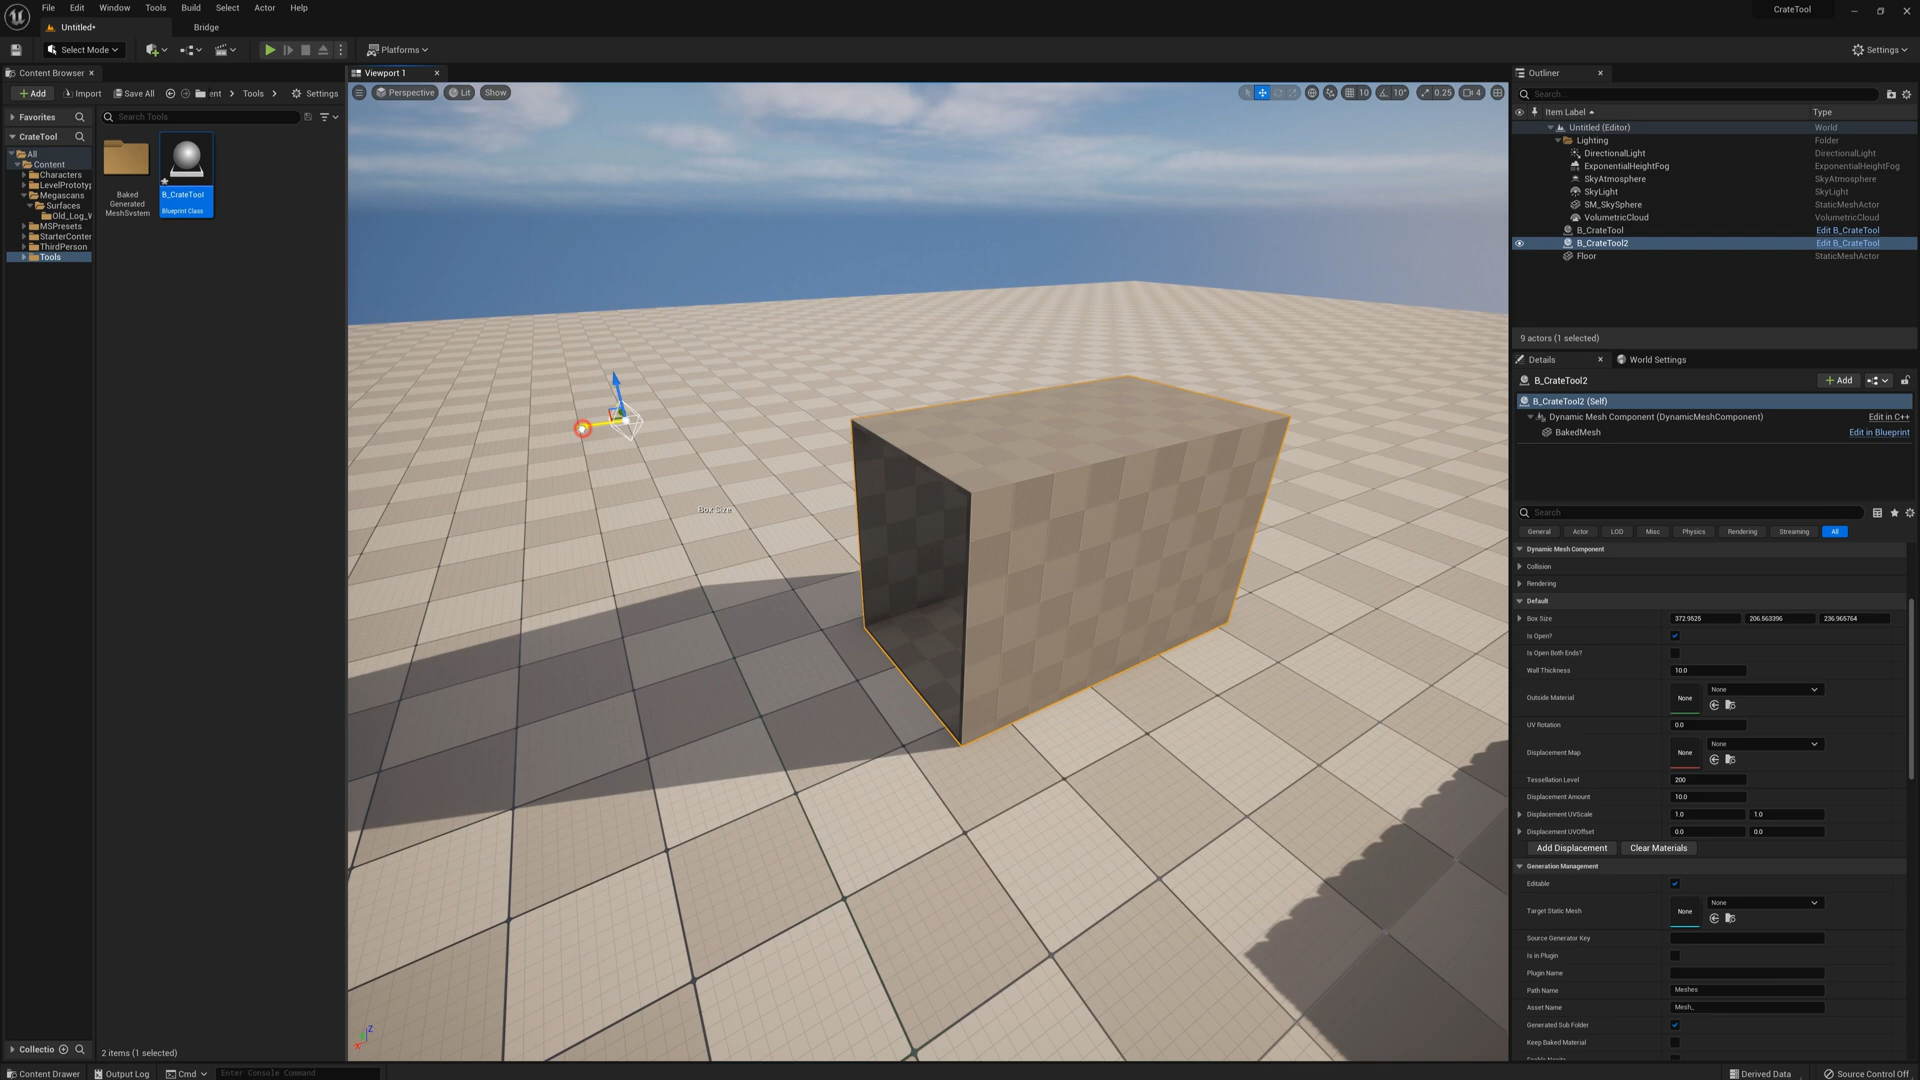 File Edit Window Tools Build Select Actor Help
CrateTool
Untitled*
Bridge
Select Mode
Platforms
Settings
Content Browser
Viewport 1
Outliner
Add Import Save All ent Tools Settings
Perspective Lit Show
10 10° 0.25 4
Search...
Favorites
Search Tools
Item Label Type
CrateTool
Untitled (Editor) World
Lighting Folder
DirectionalLight DirectionalLight
ExponentialHeightFog ExponentialHeightFog
SkyAtmosphere SkyAtmosphere
SkyLight SkyLight
SM_SkySphere StaticMeshActor
VolumetricCloud VolumetricCloud
B_CrateTool Edit B_CrateTool
B_CrateTool2 Edit B_CrateTool
Floor StaticMeshActor
All
Content
Characters
LevelPrototyp
Megascans
Surfaces
Old_Log_W
MSPresets
StarterConter
ThirdPerson
Tools
Baked
Generated
MeshSystem
B_CrateTool
Blueprint Class
9 actors (1 selected)
Details World Settings
B_CrateTool2
Add
B_CrateTool2 (Self)
Dynamic Mesh Component (DynamicMeshComponent) Edit in C++
BakedMesh Edit in Blueprint
Box Size
Search
General Actor LOD Misc Physics Rendering Streaming All
Dynamic Mesh Component
Collision
Rendering
Default
Box Size 372.9525 206.563396 236.965764
Is Open?
Is Open Both Ends?
Wall Thickness 10.0
Outside Material None None
UV Rotation 0.0
Displacement Map None None
Tessellation Level 200
Displacement Amount 10.0
Displacement UVScale 1.0 1.0
Displacement UVOffset 0.0 0.0
Add Displacement Clear Materials
Generation Management
Editable
Target Static Mesh None None
Source Generator Key
Is in Plugin
Plugin Name
Path Name Meshes
Asset Name Mesh_
Generated Sub Folder
Keep Baked Material
Z
Collectio
2 items (1 selected)
Content Drawer Output Log Cmd Enter Console Command
Derived Data Source Control Off